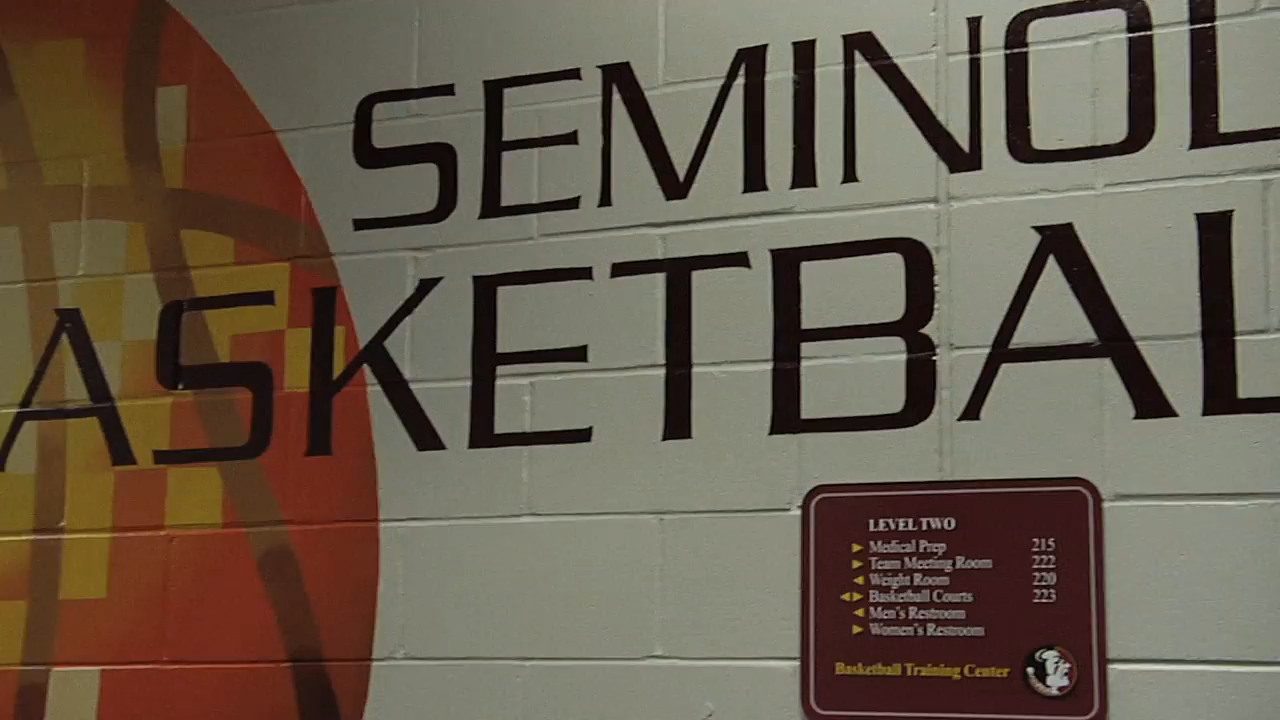 SEMINOL
ASKETBAL
LEVEL TWO
Medical Prep 215
Team Meeting Room 222
Weight Room 220
Basketball Courts 223
Men's Restroom
Women's Restroom
Basketball Training Center